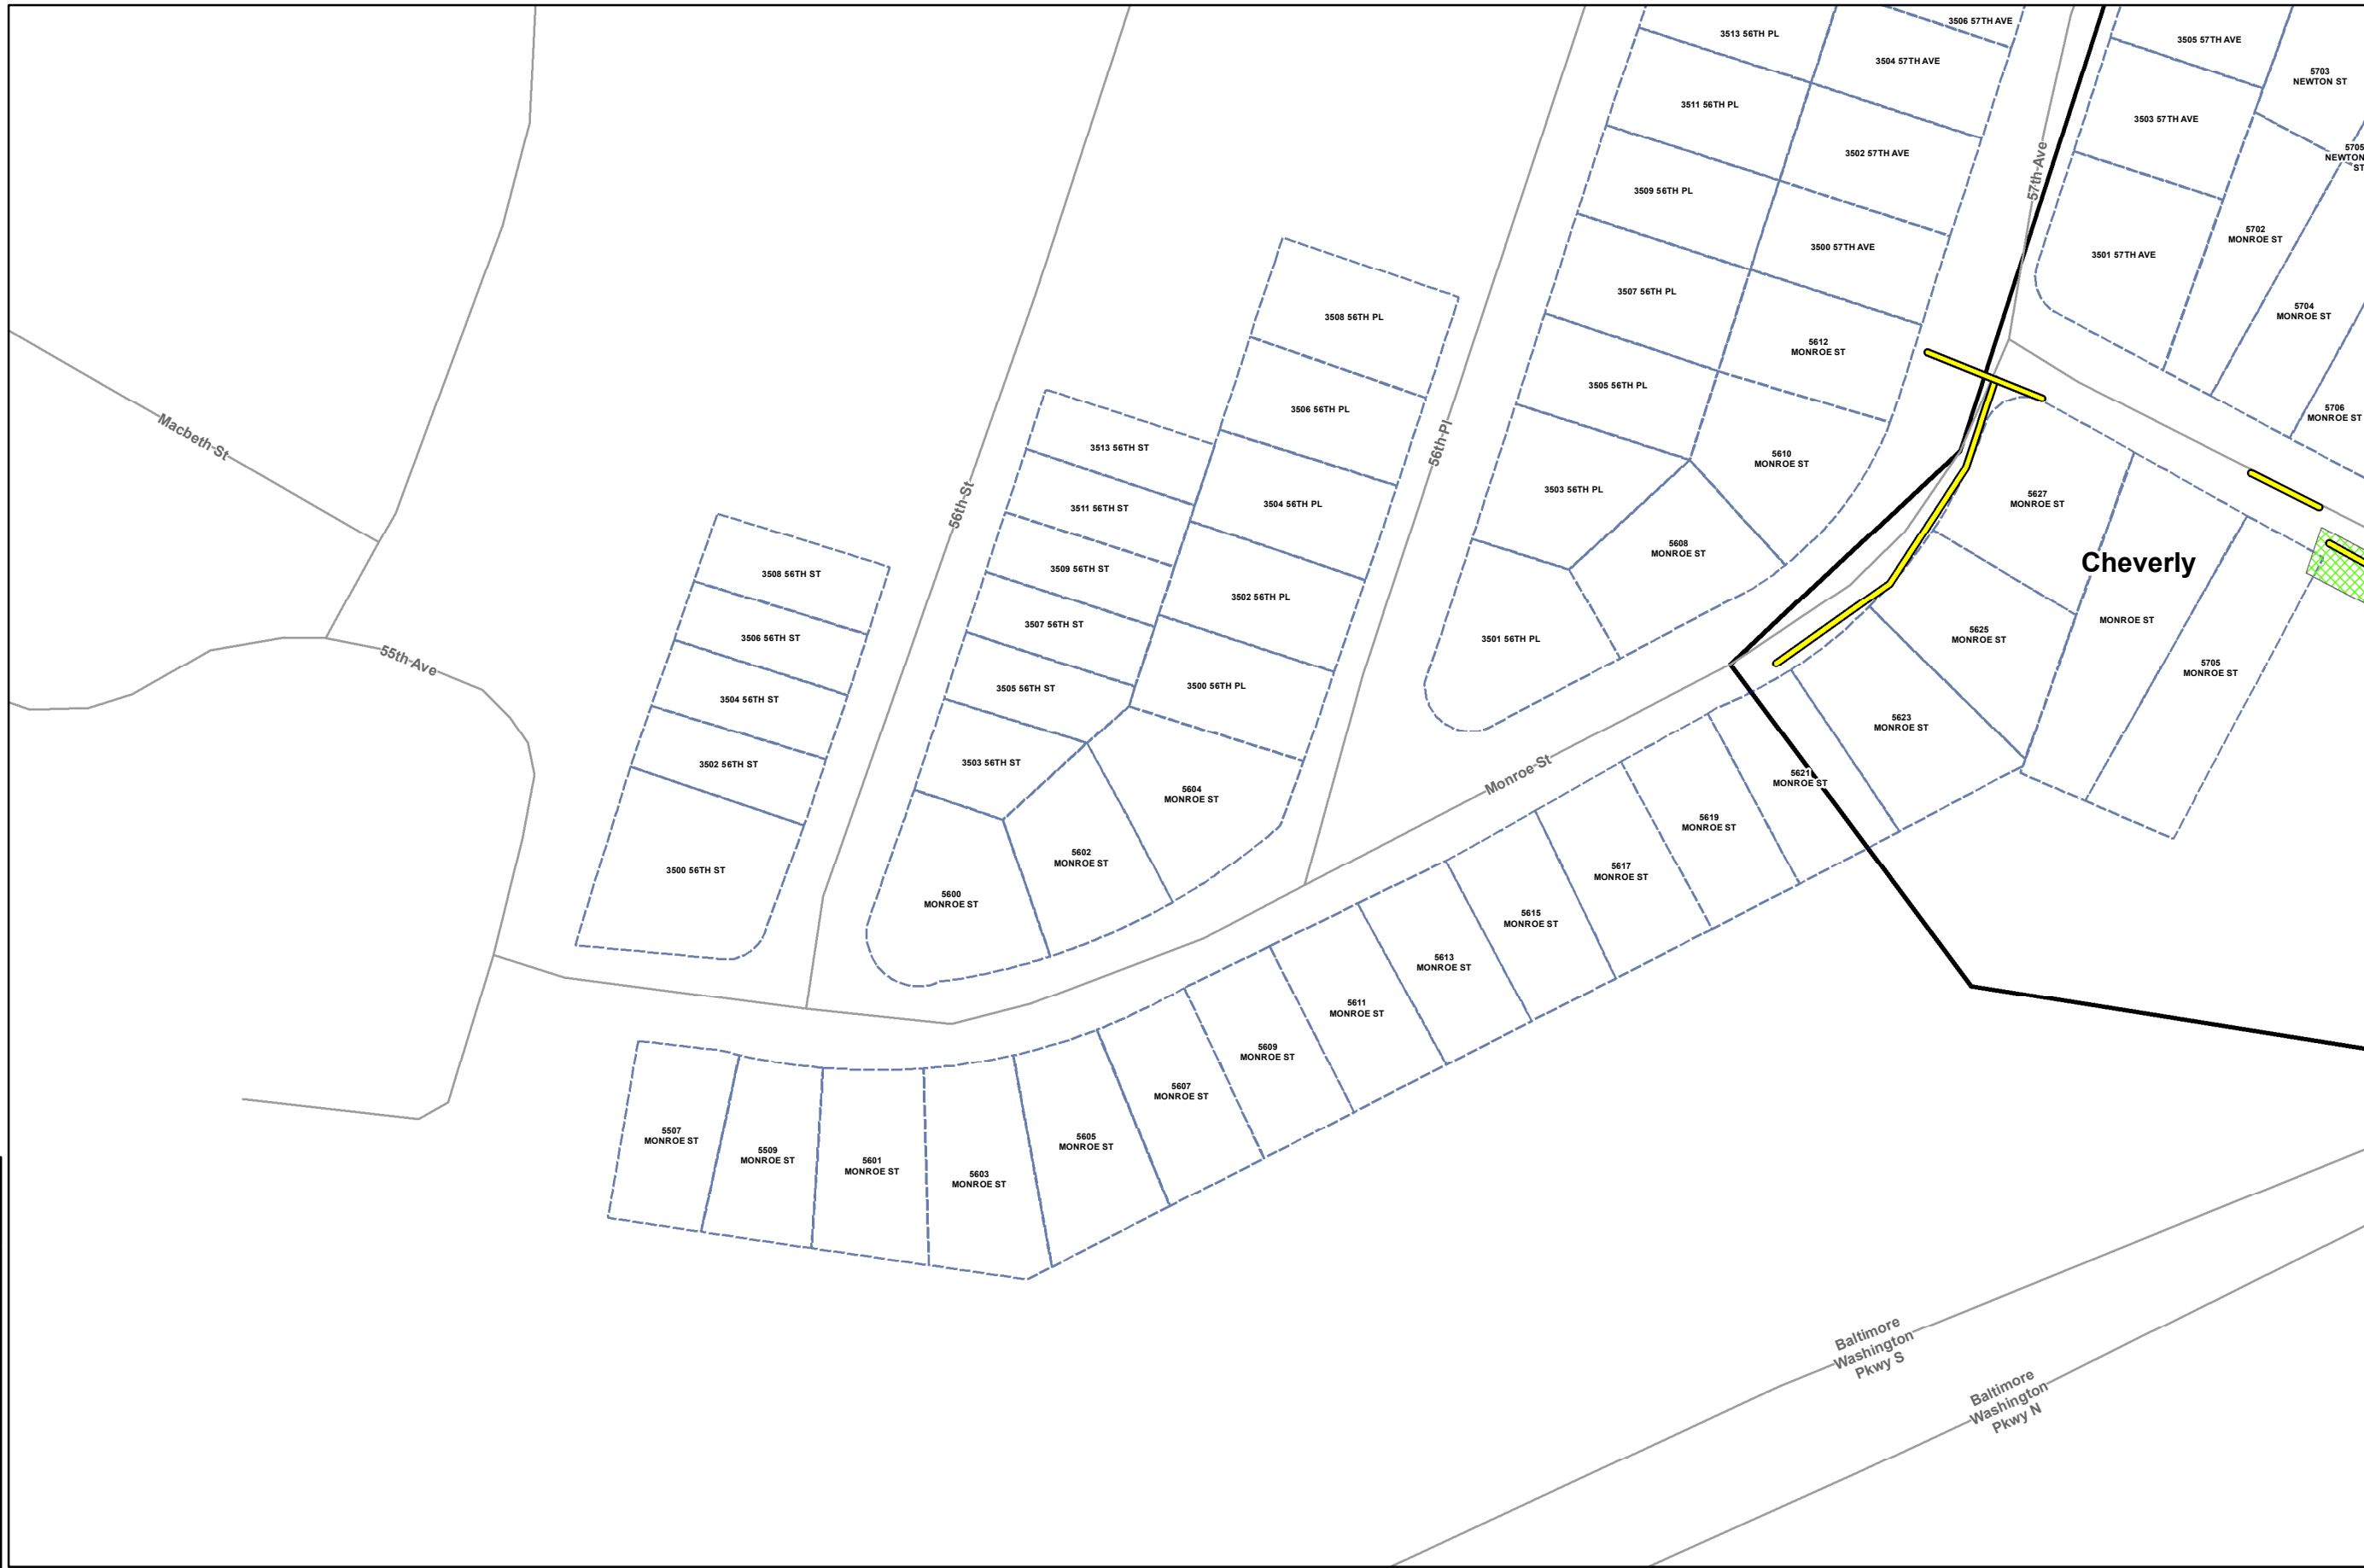 3506 57TH AVE
3513 56TH PL
3504 57TH AVE
3505 57TH AVE
5703
NEWTON ST
3511 56TH PL
3503 57TH AVE
3502 57TH AVE
5705
NEWTON
ST
57th Ave
3509 56TH PL
3500 57TH AVE
5702
MONROE ST
3501 57TH AVE
3507 56TH PL
5704
MONROE ST
3508 56TH PL
5612
MONROE ST
3505 56TH PL
3506 56TH PL
5706
MONROE ST
Macbeth St
56th Pl
3513 56TH ST
5610
MONROE ST
3503 56TH PL
56th St
3511 56TH ST
3504 56TH PL
5627
MONROE ST
5608
MONROE ST
Cheverly
3508 56TH ST
3509 56TH ST
3502 56TH PL
MONROE ST
3507 56TH ST
3506 56TH ST
3501 56TH PL
5625
MONROE ST
55th Ave
5705
MONROE ST
3505 56TH ST
3500 56TH PL
3504 56TH ST
5623
MONROE ST
3503 56TH ST
3502 56TH ST
Monroe St
5621
MONROE ST
5604
MONROE ST
5619
MONROE ST
5602
MONROE ST
3500 56TH ST
5617
MONROE ST
5600
MONROE ST
5615
MONROE ST
5613
MONROE ST
5611
MONROE ST
5609
MONROE ST
5607
MONROE ST
5507
MONROE ST
5605
MONROE ST
5509
MONROE ST
5601
MONROE ST
5603
MONROE ST
Baltimore
Washington
Pkwy S
Baltimore
Washington
Pkwy N